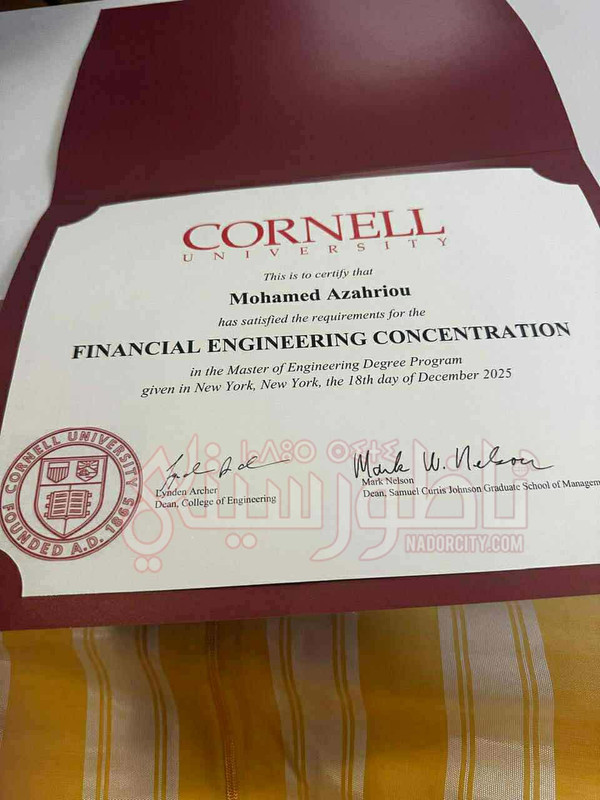 CORNELL
UNIVERSITY
This is to certify that
Mohamed Azahriou
has satisfied the requirements for the
FINANCIAL ENGINEERING CONCENTRATION
in the Master of Engineering Degree Program
given in New York, New York, the 18th day of December 2025
CORNELL UNIVERSITY
FOUNDED A.D. 1865
Lynden Archer
Dean, College of Engineering
Mark W. Nelson
Mark Nelson
Dean, Samuel Curtis Johnson Graduate School of Managem
ناظورسيتي
NADORCITY.COM